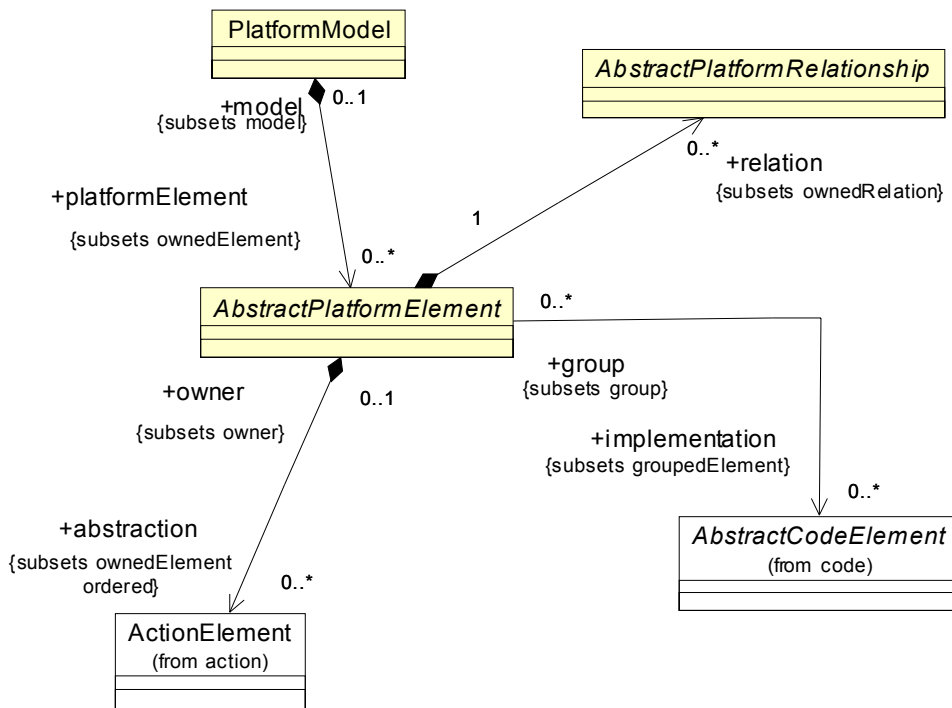 PlatformModel
AbstractPlatformRelationship
+model
0..1
{subsets model}
0..*
+relation
{subsets ownedRelation}
+platformElement
1
{subsets ownedElement}
0..*
AbstractPlatformElement
0..*
+owner
0..1
+group
{subsets group}
{subsets owner}
+implementation
{subsets groupedElement}
0..*
+abstraction
{subsets ownedElement
ordered}
0..*
AbstractCodeElement
(from code)
ActionElement
(from action)